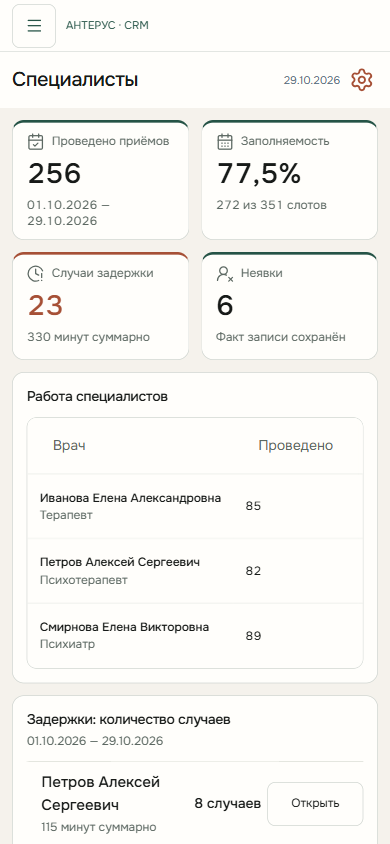 АНТЕРУС · CRM
Специалисты
29.10.2026
Проведено приёмов
256
01.10.2026 —
29.10.2026
Заполняемость
77,5%
272 из 351 слотов
Случаи задержки
23
330 минут суммарно
Неявки
6
Факт записи сохранён
Работа специалистов
Врач Проведено
Иванова Елена Александровна 85
Терапевт
Петров Алексей Сергеевич 82
Психотерапевт
Смирнова Елена Викторовна 89
Психиатр
Задержки: количество случаев
01.10.2026 — 29.10.2026
Петров Алексей
Сергеевич
115 минут суммарно
8 случаев
Открыть